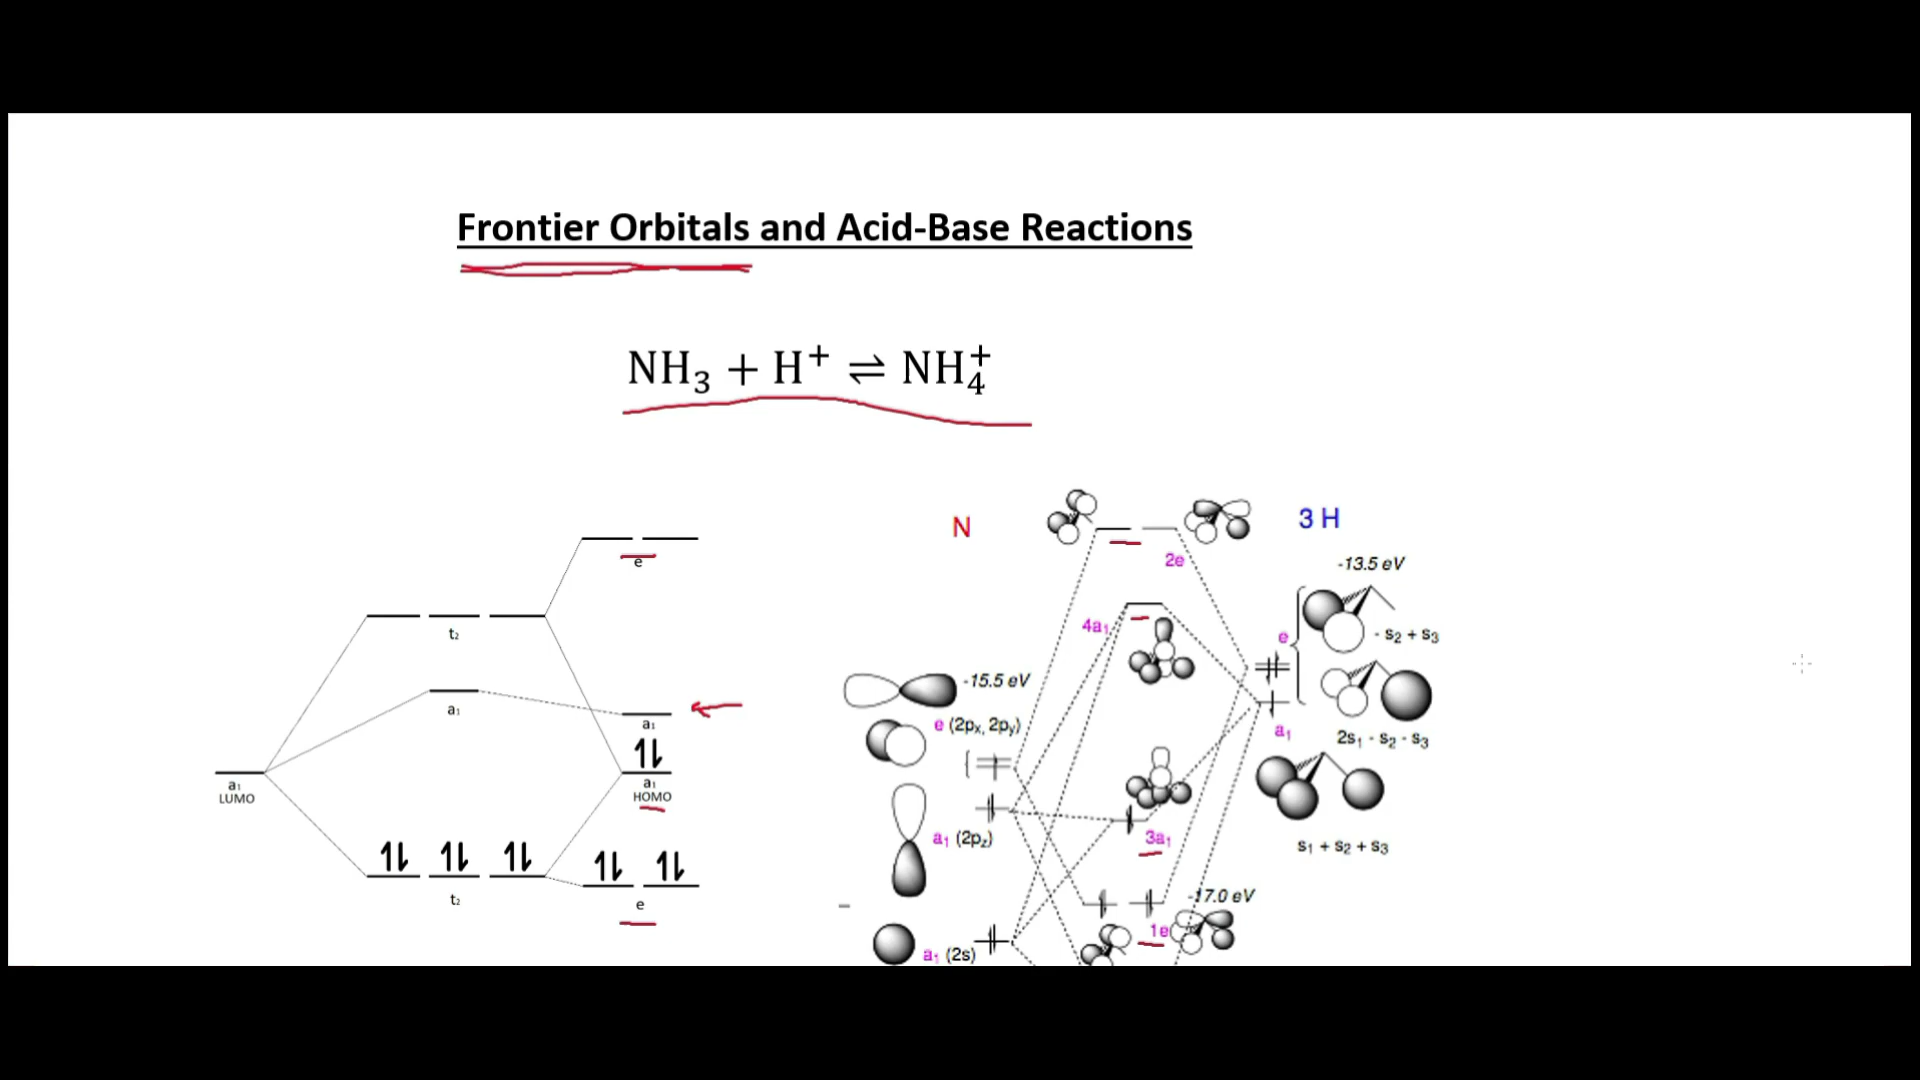 Frontier Orbitals and Acid-Base Reactions
NH₃ + H⁺ ⇌ NH₄⁺
e
t₂
a₁
a₁
a₁
LUMO
a₁
HOMO
t₂
e
N
3 H
2e
-13.5 eV
4a₁
e
- s₂ + s₃
-15.5 eV
e (2pₓ, 2pᵧ)
a₁
2s₁ - s₂ - s₃
a₁ (2p_z)
3a₁
s₁ + s₂ + s₃
-17.0 eV
1e
a₁ (2s)